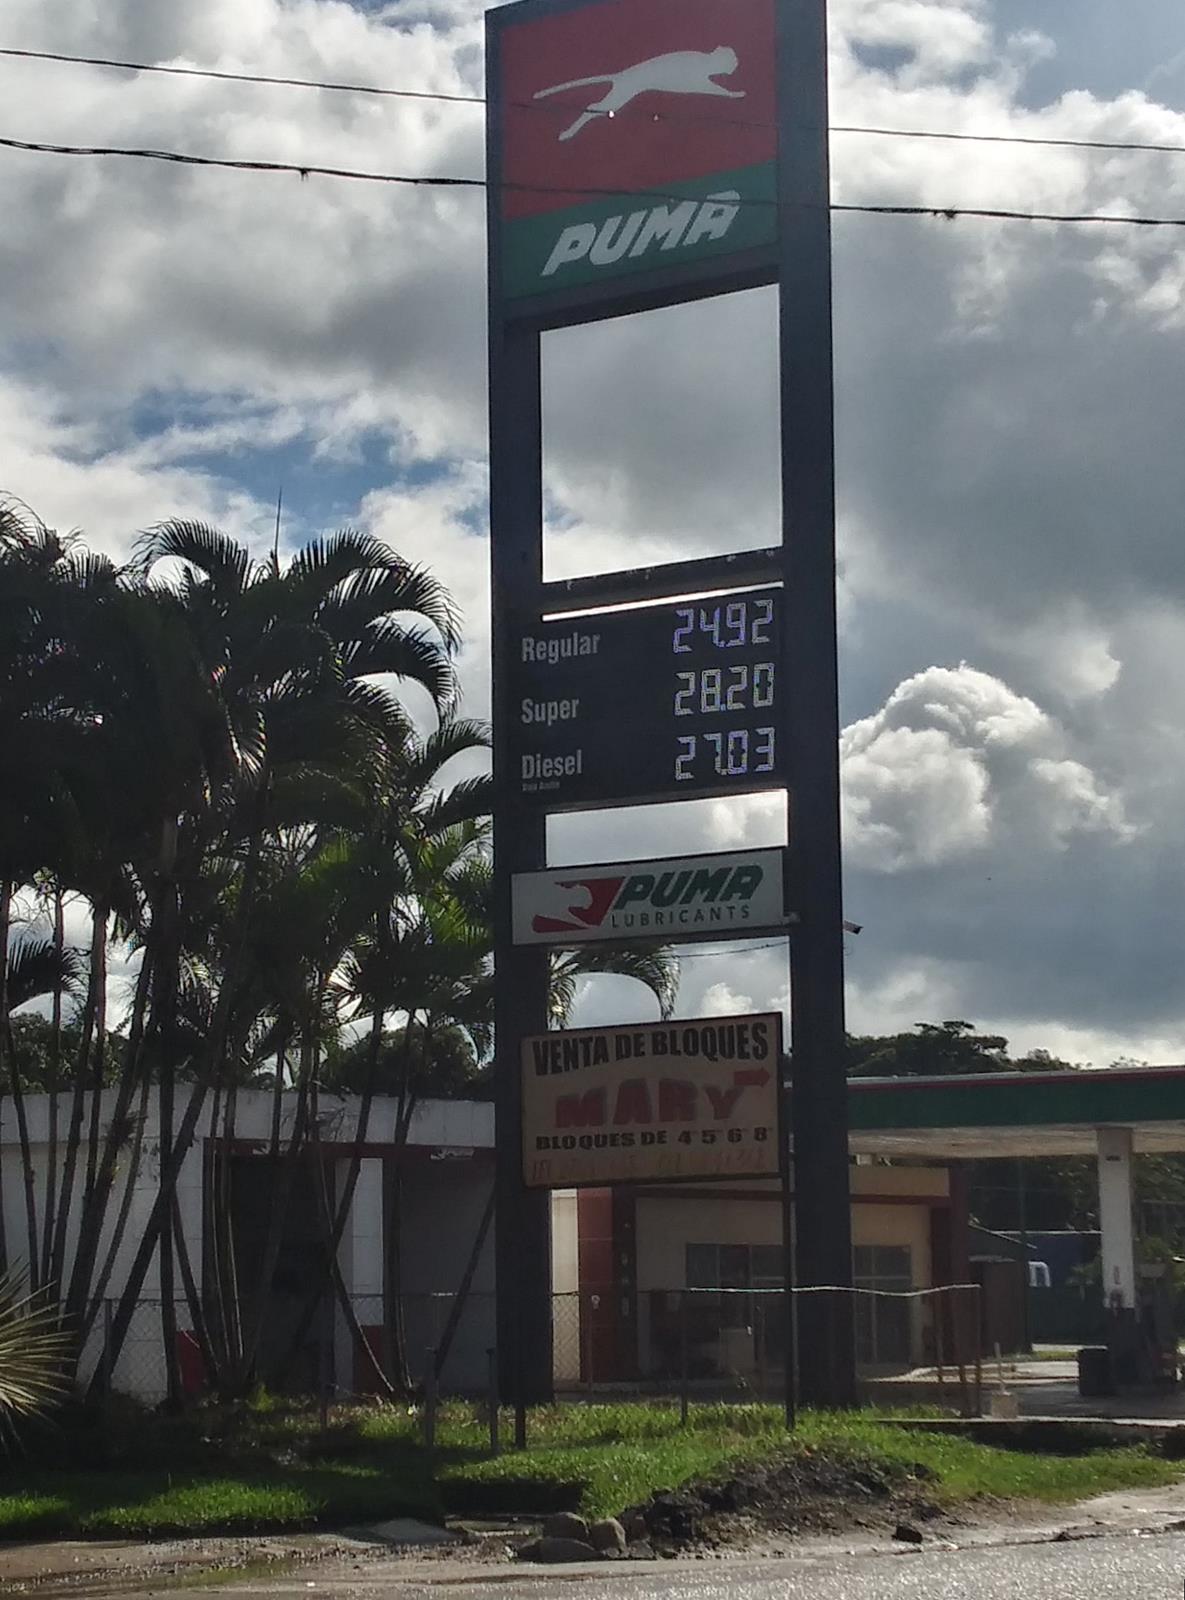 PUMA
Regular 24.92
Super 28.20
Diesel 27.03
PUMA
LUBRICANTS
VENTA DE BLOQUES
MARY
BLOQUES DE 4" 5" 6" 8"